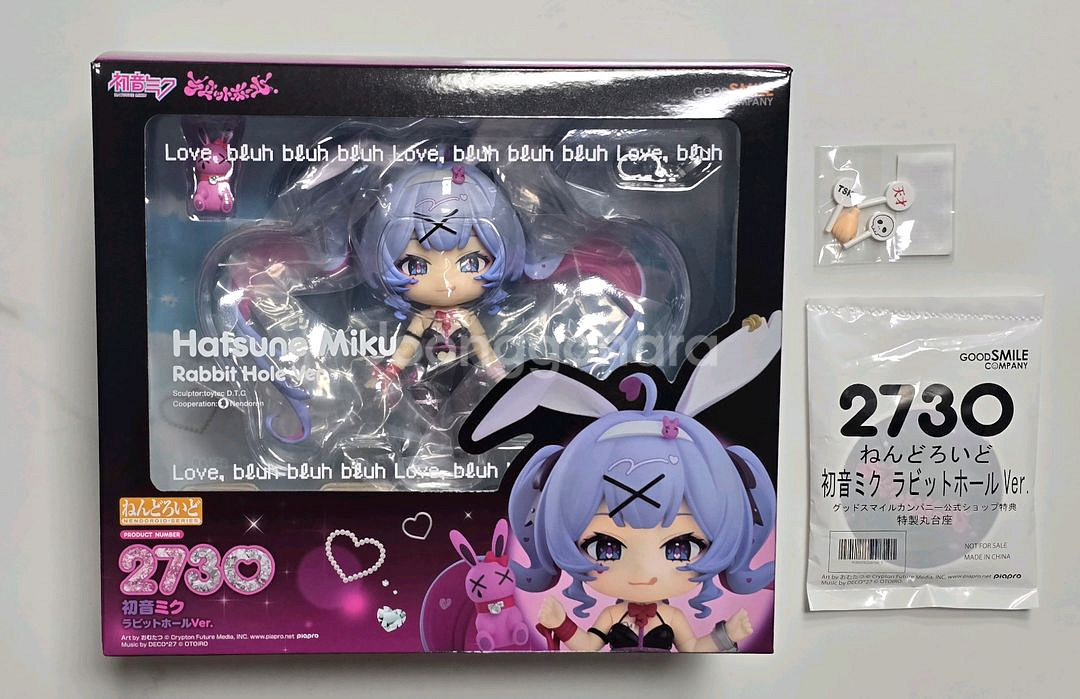 初音ミク
ラビットホール
GOOD SMILE
COMPANY
Love, bluh bluh bluh Love, bluh bluh bluh Love, bluh
Hatsune Miku
Rabbit Hole Ver.
Sculptor:toytec D.T.C
Cooperation: Nendoron
bunggaejangter
Love, bluh bluh bluh Love bluh bluh
ねんどろいど
NENDOROID SERIES
PRODUCT NUMBER
2730
初音ミク
ラビットホールVer.
Art by おむたつ © Crypton Future Media, INC. www.piapro.net piapro
Music by DECO*27 © OTOIRO
TSK
天才
GOOD SMILE
COMPANY
2730
ねんどろいど
初音ミク ラビットホール Ver.
グッドスマイルカンパニー公式ショップ特典
特製丸台座
NOT FOR SALE
MADE IN CHINA
Art by おむたつ © Crypton Future Media, INC. www.piapro.net piapro
Music by DECO*27 © OTOIRO